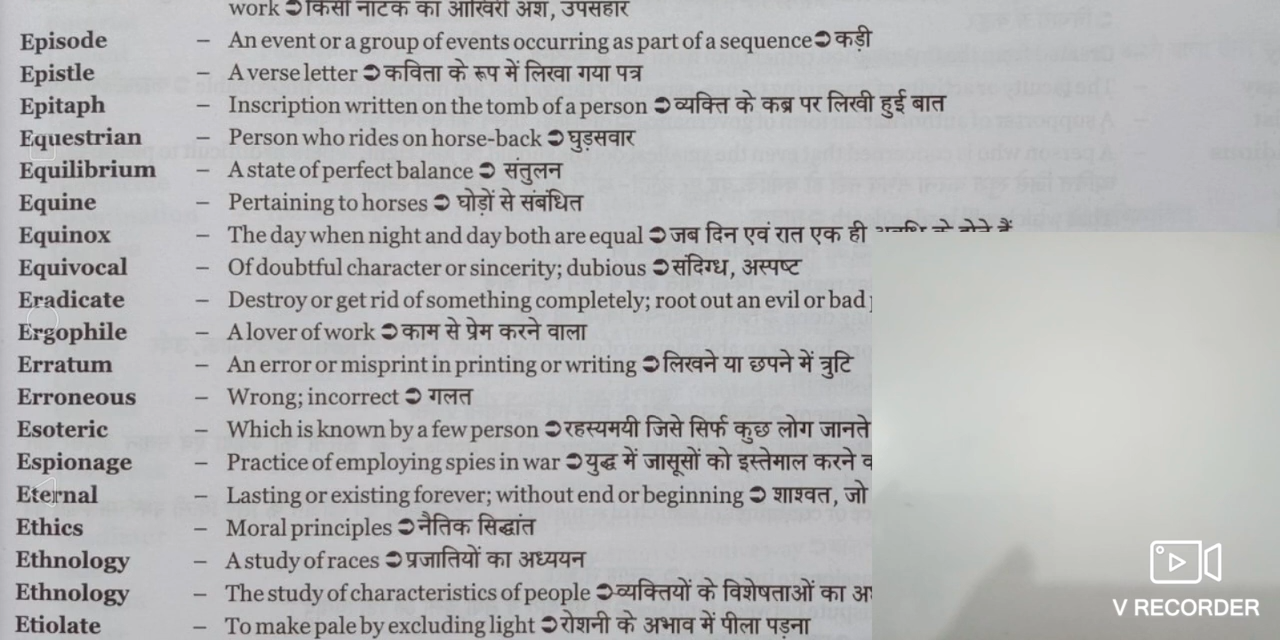 work ➲ किसी नाटक का आखिरी अंश, उपसंहार
Episode – An event or a group of events occurring as part of a sequence ➲ कड़ी
Epistle – A verse letter ➲ कविता के रूप में लिखा गया पत्र
Epitaph – Inscription written on the tomb of a person ➲ व्यक्ति के कब्र पर लिखी हुई बात
Equestrian – Person who rides on horse-back ➲ घुड़सवार
Equilibrium – A state of perfect balance ➲ संतुलन
Equine – Pertaining to horses ➲ घोड़ों से संबंधित
Equinox – The day when night and day both are equal ➲ जब दिन एवं रात एक ही अवधि के होते हैं
Equivocal – Of doubtful character or sincerity; dubious ➲ संदिग्ध, अस्पष्ट
Eradicate – Destroy or get rid of something completely; root out an evil or bad
Ergophile – A lover of work ➲ काम से प्रेम करने वाला
Erratum – An error or misprint in printing or writing ➲ लिखने या छपने में त्रुटि
Erroneous – Wrong; incorrect ➲ गलत
Esoteric – Which is known by a few person ➲ रहस्यमयी जिसे सिर्फ कुछ लोग जानते
Espionage – Practice of employing spies in war ➲ युद्ध में जासूसों को इस्तेमाल करने
Eternal – Lasting or existing forever; without end or beginning ➲ शाश्वत, जो
Ethics – Moral principles ➲ नैतिक सिद्धांत
Ethnology – A study of races ➲ प्रजातियों का अध्ययन
Ethnology – The study of characteristics of people ➲ व्यक्तियों के विशेषताओं का
Etiolate – To make pale by excluding light ➲ रोशनी के अभाव में पीला पड़ना
V RECORDER